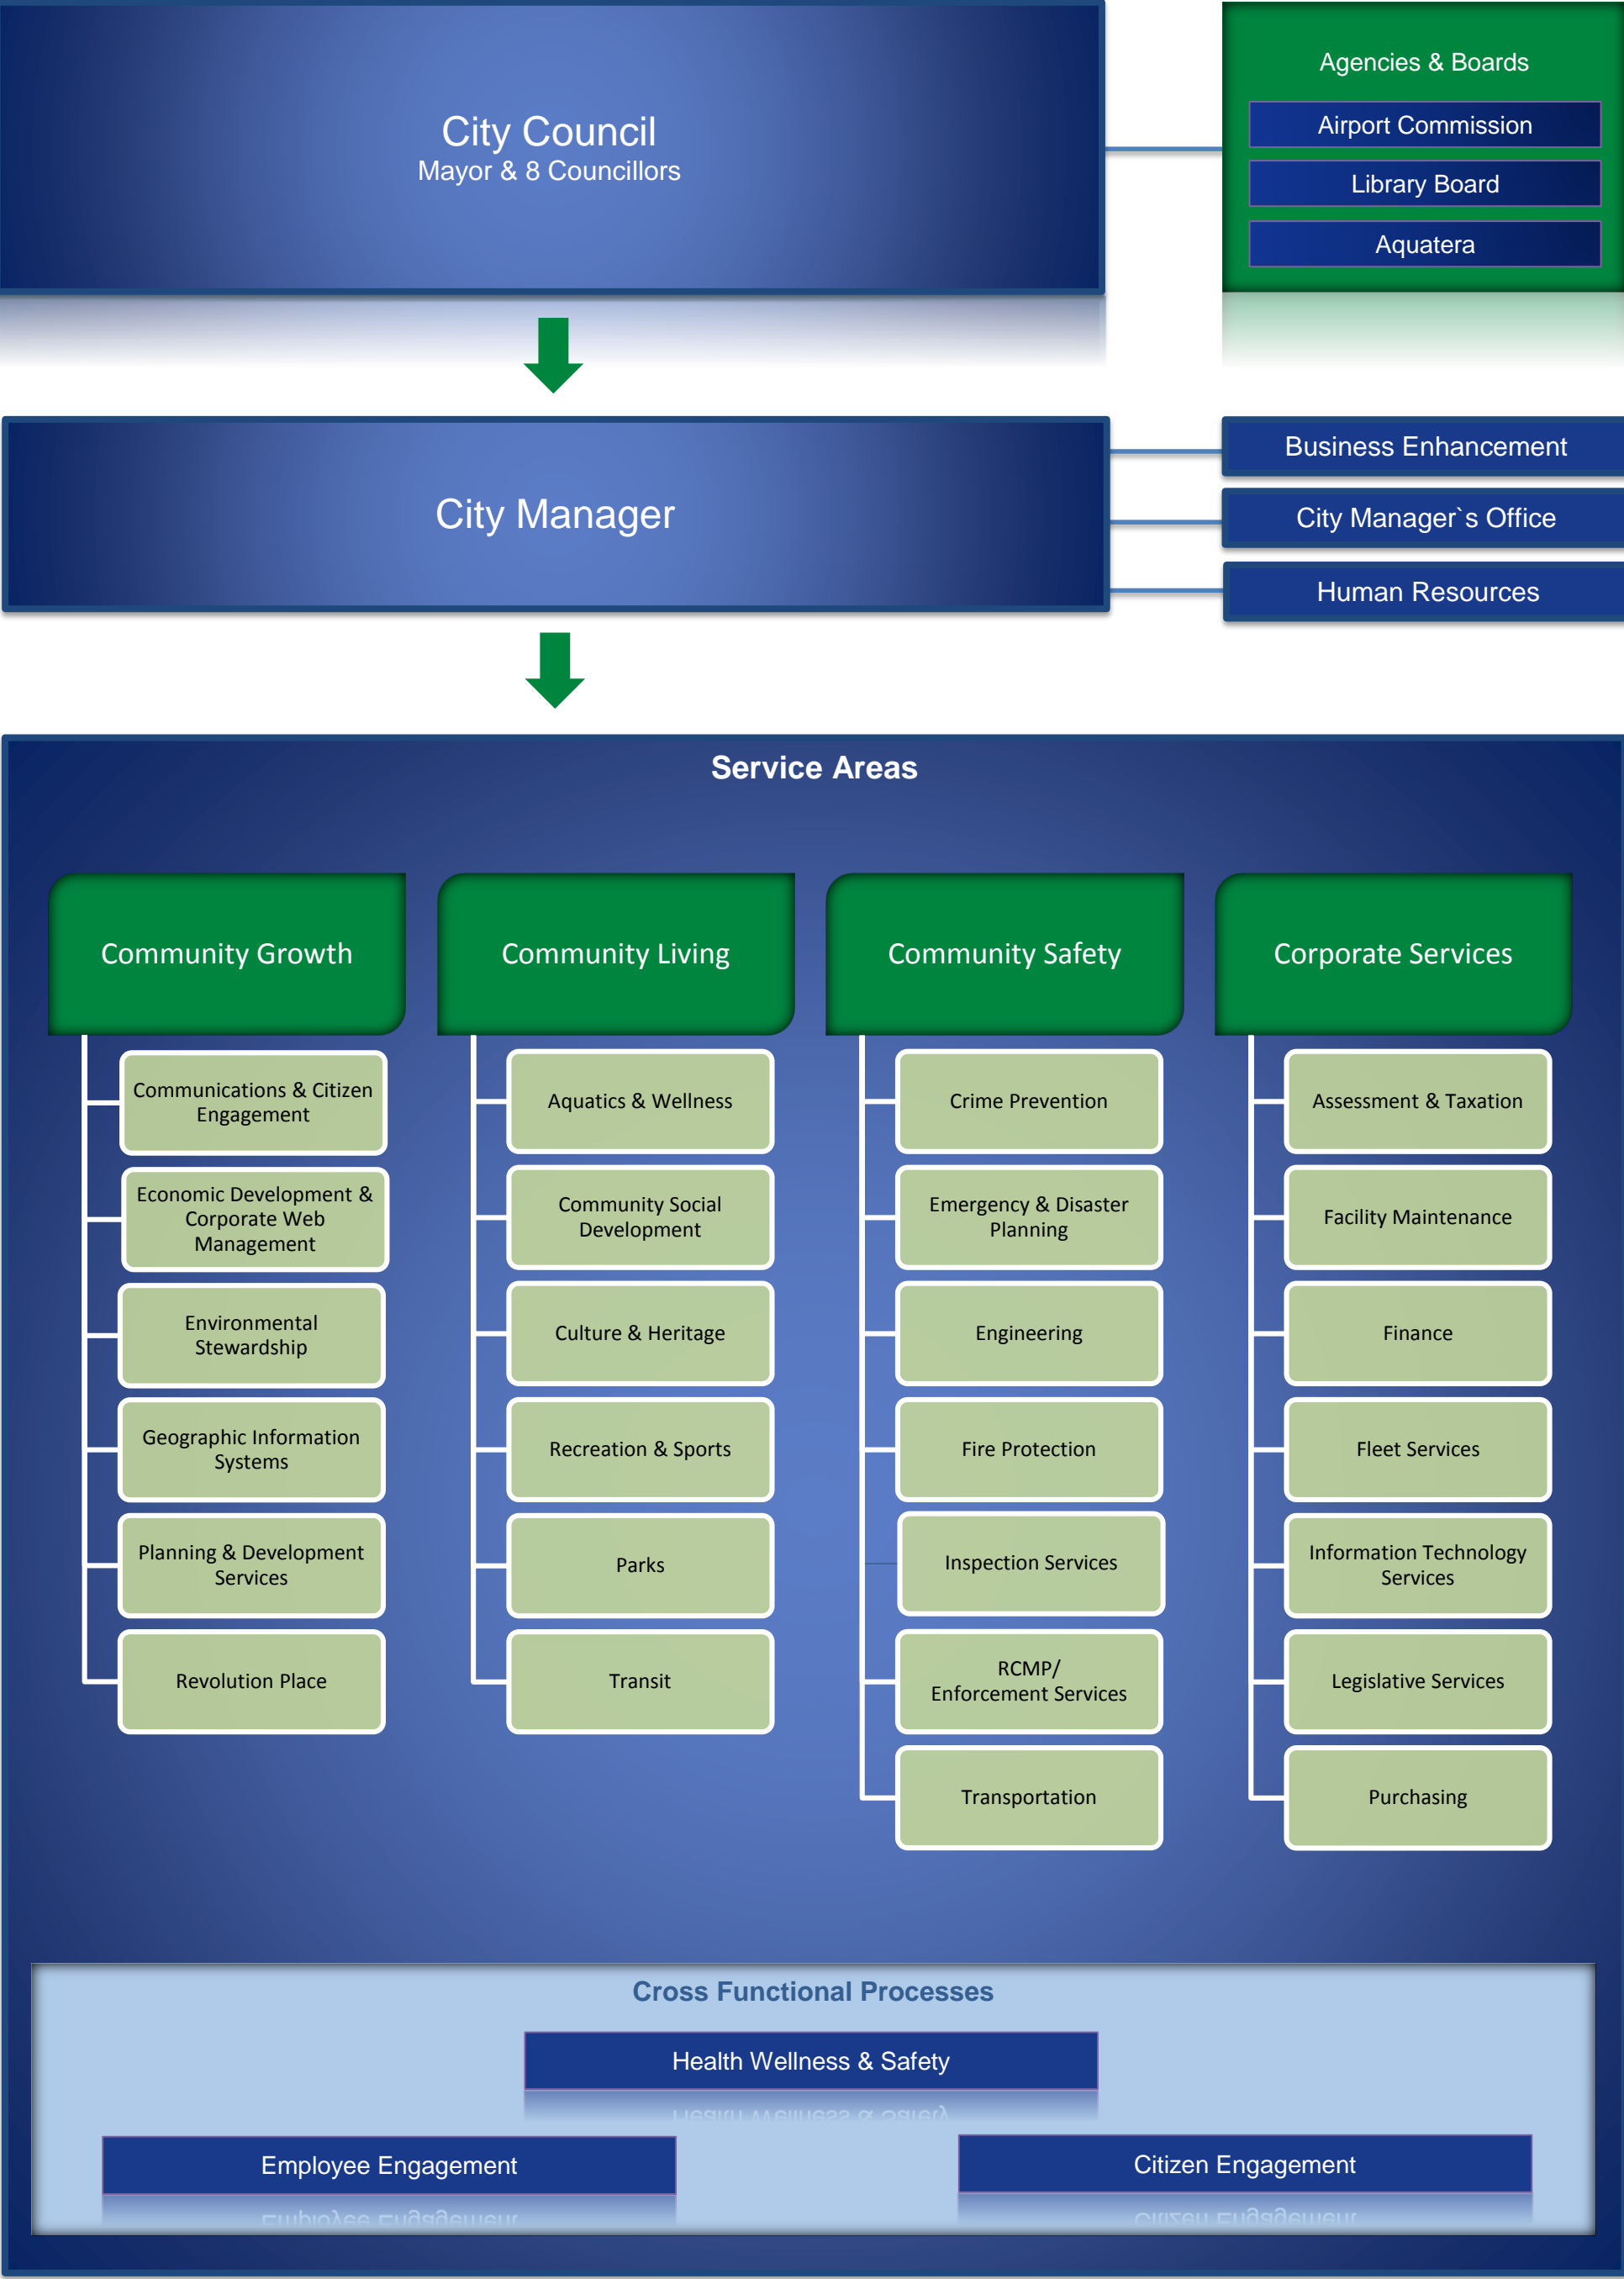 City Council
Mayor & 8 Councillors
Agencies & Boards
Airport Commission
Library Board
Aquatera
City Manager
Business Enhancement
City Manager`s Office
Human Resources
Service Areas
Community Growth
Communications & Citizen
Engagement
Economic Development &
Corporate Web
Management
Environmental
Stewardship
Geographic Information
Systems
Planning & Development
Services
Revolution Place
Community Living
Aquatics & Wellness
Community Social
Development
Culture & Heritage
Recreation & Sports
Parks
Transit
Community Safety
Crime Prevention
Emergency & Disaster
Planning
Engineering
Fire Protection
Inspection Services
RCMP/
Enforcement Services
Transportation
Corporate Services
Assessment & Taxation
Facility Maintenance
Finance
Fleet Services
Information Technology
Services
Legislative Services
Purchasing
Cross Functional Processes
Health Wellness & Safety
Employee Engagement
Citizen Engagement